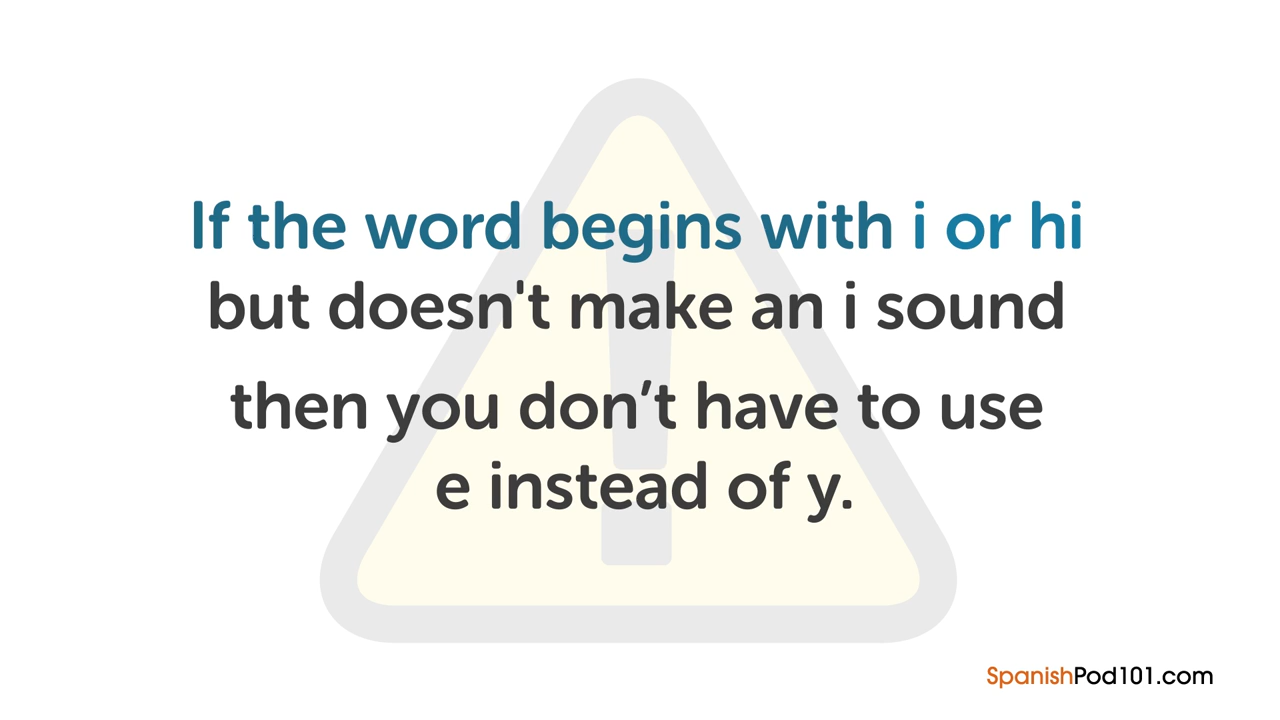 If the word begins with i or hi
but doesn't make an i sound
then you don’t have to use
e instead of y.
SpanishPod101.com